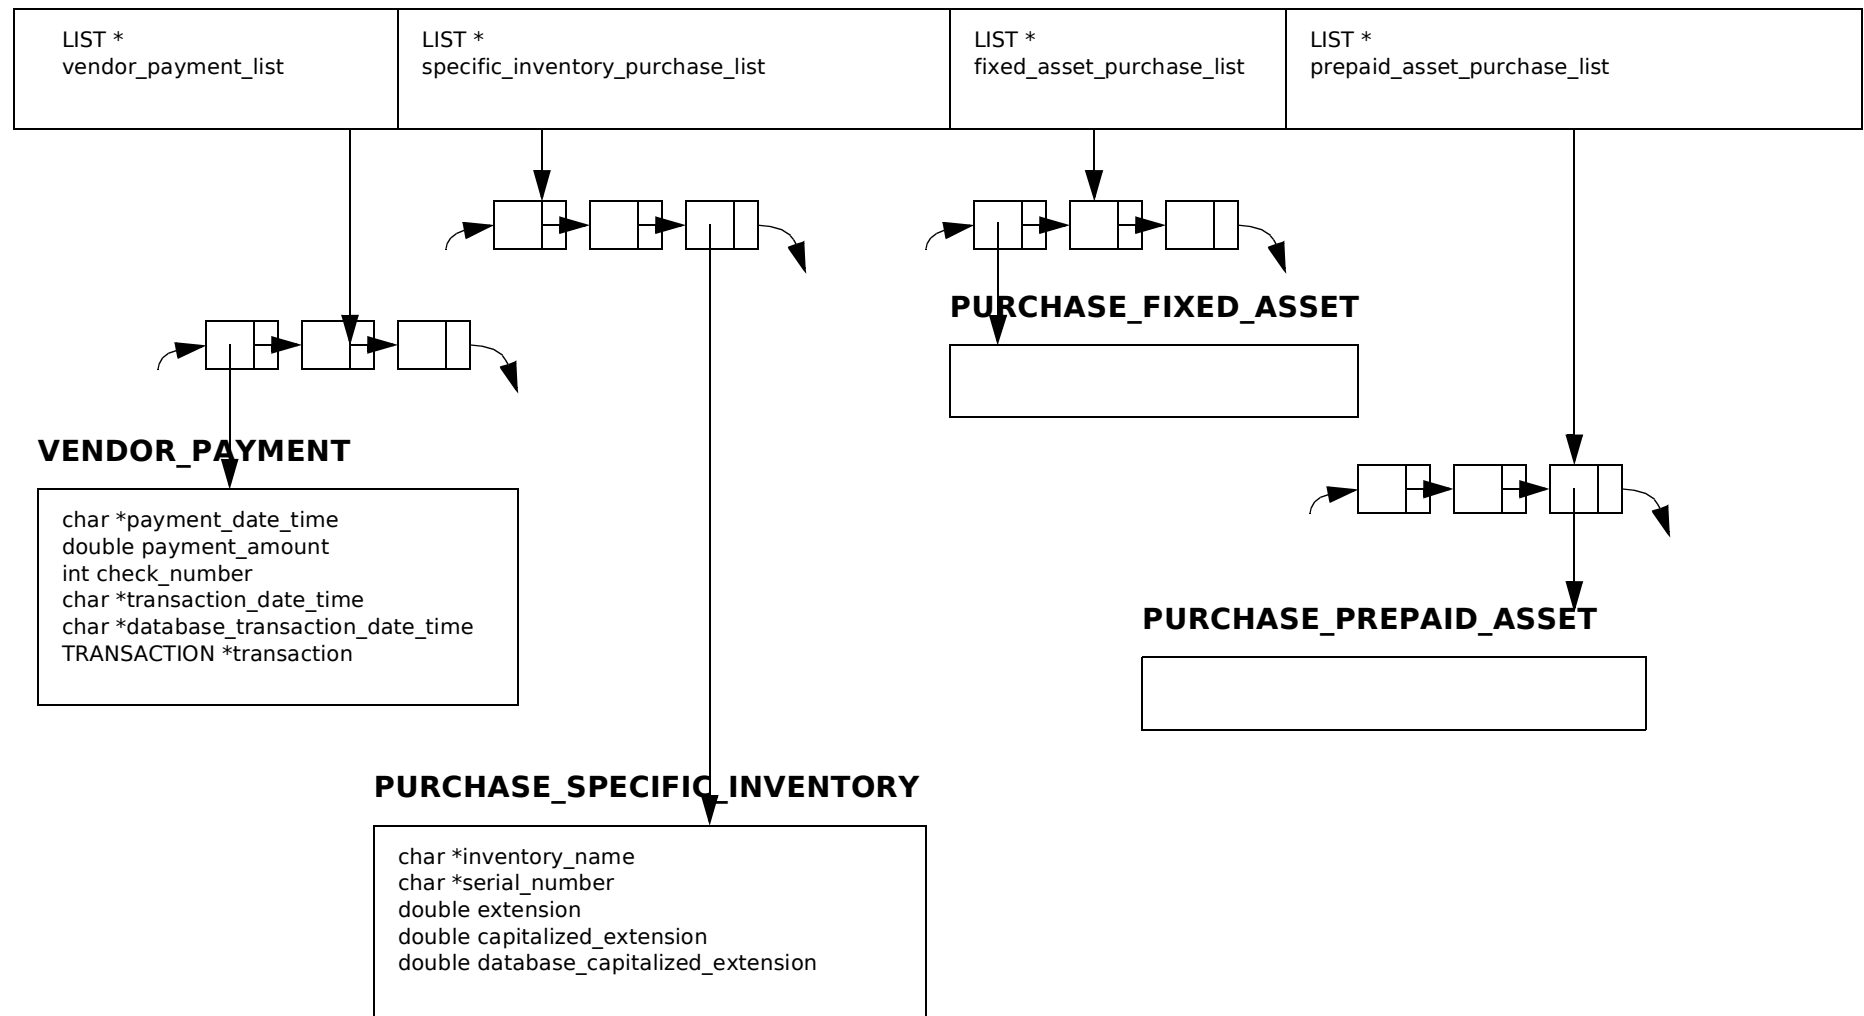 LIST *
vendor_payment_list
LIST *
specific_inventory_purchase_list
LIST *
fixed_asset_purchase_list
LIST *
prepaid_asset_purchase_list
PURCHASE_FIXED_ASSET
VENDOR_PAYMENT
char *payment_date_time
double payment_amount
int check_number
char *transaction_date_time
char *database_transaction_date_time
TRANSACTION *transaction
PURCHASE_PREPAID_ASSET
PURCHASE_SPECIFIC_INVENTORY
char *inventory_name
char *serial_number
double extension
double capitalized_extension
double database_capitalized_extension